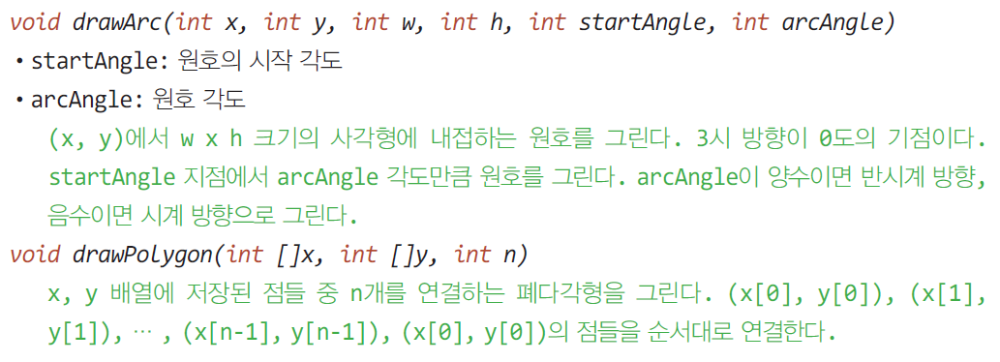 void drawArc(int x, int y, int w, int h, int startAngle, int arcAngle)
• startAngle: 원호의 시작 각도
• arcAngle: 원호 각도
(x, y)에서 w x h 크기의 사각형에 내접하는 원호를 그린다. 3시 방향이 0도의 기점이다.
startAngle 지점에서 arcAngle 각도만큼 원호를 그린다. arcAngle이 양수이면 반시계 방향,
음수이면 시계 방향으로 그린다.
void drawPolygon(int []x, int []y, int n)
x, y 배열에 저장된 점들 중 n개를 연결하는 폐다각형을 그린다. (x[0], y[0]), (x[1],
y[1]), … , (x[n-1], y[n-1]), (x[0], y[0])의 점들을 순서대로 연결한다.